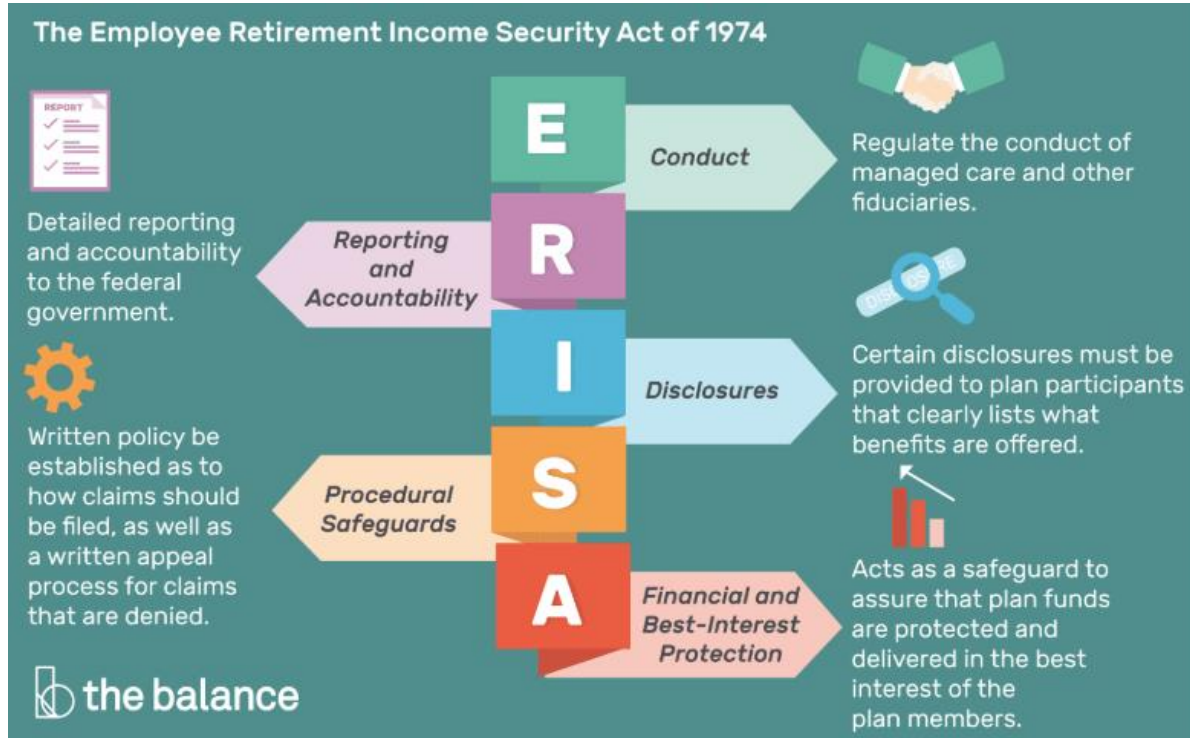 The Employee Retirement Income Security Act of 1974
E
Conduct
Regulate the conduct of
managed care and other
fiduciaries.
REPORT
Detailed reporting
and accountability
to the federal
government.
Reporting
and
Accountability
R
I
Disclosures
DISCLOSURE
Certain disclosures must be
provided to plan participants
that clearly lists what
benefits are offered.
Written policy be
established as to
how claims should
be filed, as well as
a written appeal
process for claims
that are denied.
Procedural
Safeguards
S
A
Financial and
Best-Interest
Protection
Acts as a safeguard to
assure that plan funds
are protected and
delivered in the best
interest of the
plan members.
the balance